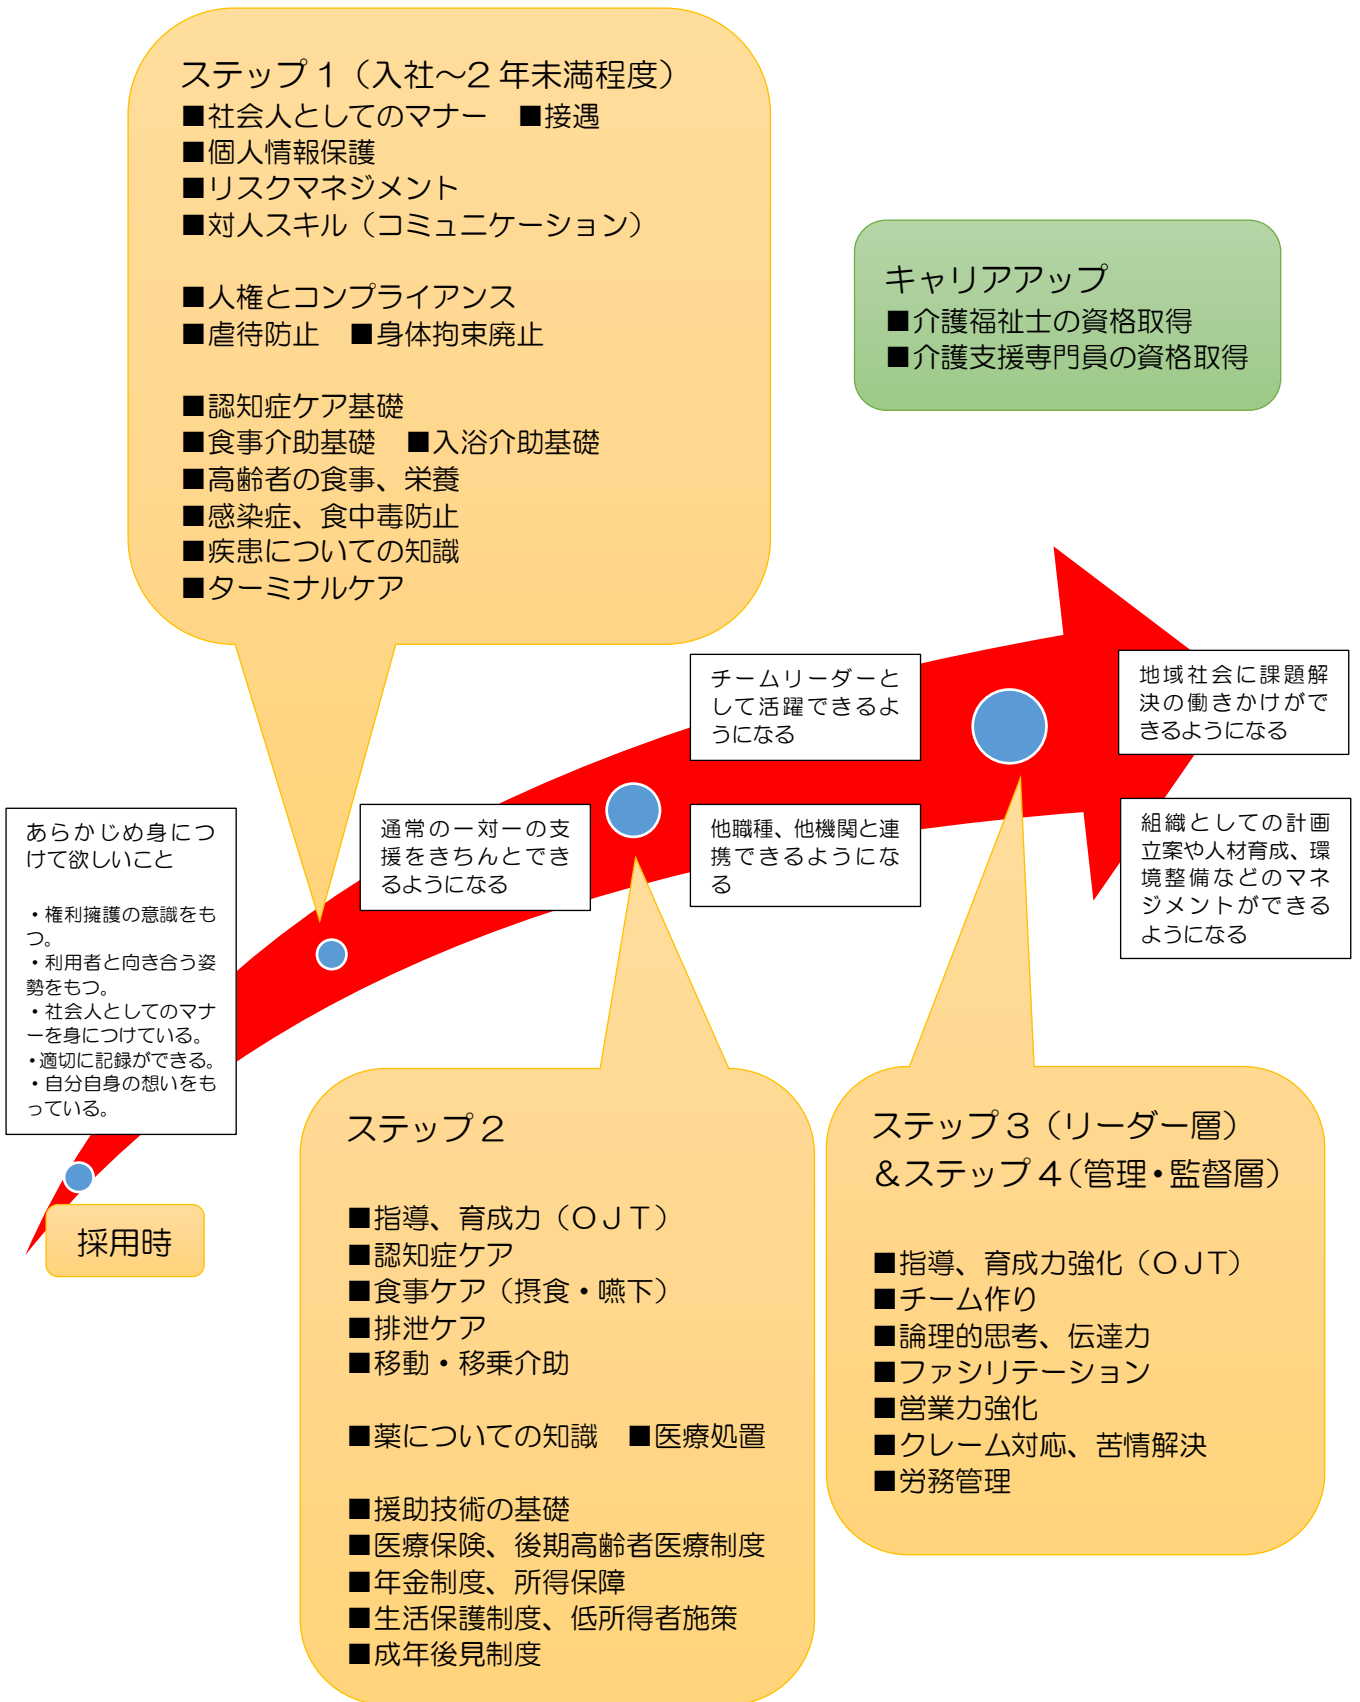 ステップ1（入社～2年未満程度）
■社会人としてのマナー　■接遇
■個人情報保護
■リスクマネジメント
■対人スキル（コミュニケーション）
■人権とコンプライアンス
■虐待防止　■身体拘束廃止
■認知症ケア基礎
■食事介助基礎　■入浴介助基礎
■高齢者の食事、栄養
■感染症、食中毒防止
■疾患についての知識
■ターミナルケア
キャリアアップ
■介護福祉士の資格取得
■介護支援専門員の資格取得
チームリーダーと
して活躍できるよ
うになる
地域社会に課題解
決の働きかけがで
きるようになる
あらかじめ身につ
けて欲しいこと
・権利擁護の意識をも
つ。
・利用者と向き合う姿
勢をもつ。
・社会人としてのマナ
ーを身につけている。
・適切に記録ができる。
・自分自身の想いをも
っている。
通常の一対一の支
援をきちんとでき
るようになる
他職種、他機関と連
携できるようにな
る
組織としての計画
立案や人材育成、環
境整備などのマネ
ジメントができる
ようになる
採用時
ステップ2
■指導、育成力（OJT）
■認知症ケア
■食事ケア（摂食・嚥下）
■排泄ケア
■移動・移乗介助
■薬についての知識　■医療処置
■援助技術の基礎
■医療保険、後期高齢者医療制度
■年金制度、所得保障
■生活保護制度、低所得者施策
■成年後見制度
ステップ3（リーダー層）
＆ステップ4（管理・監督層）
■指導、育成力強化（OJT）
■チーム作り
■論理的思考、伝達力
■ファシリテーション
■営業力強化
■クレーム対応、苦情解決
■労務管理